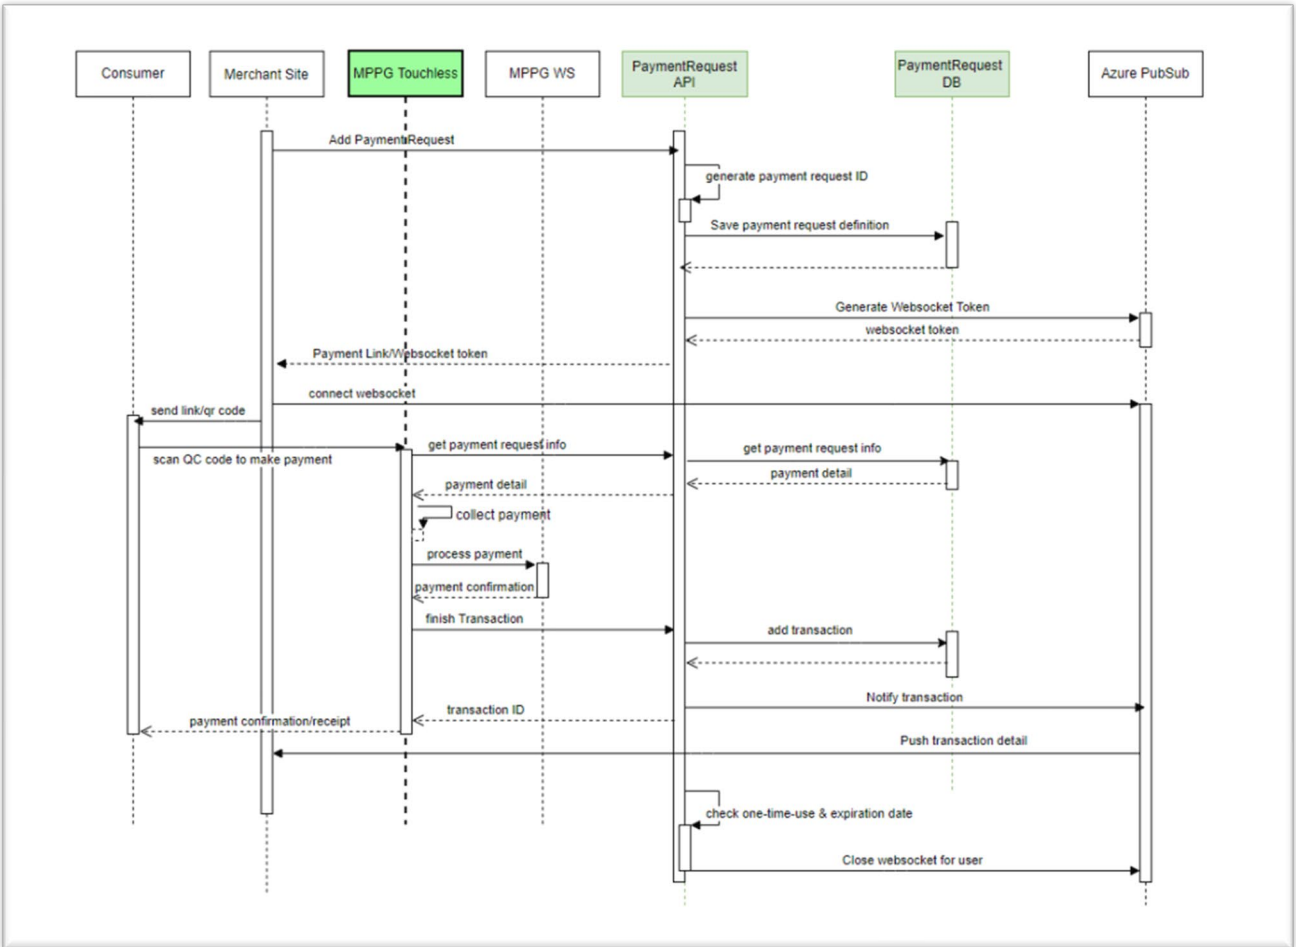 Consumer
Merchant Site
MPPG Touchless
MPPG WS
PaymentRequest
API
PaymentRequest
DB
Azure PubSub
Add PaymentRequest
generate payment request ID
Save payment request definition
Generate Websocket Token
websocket token
Payment Link/Websocket token
connect websocket
send link/qr code
scan QC code to make payment
get payment request info
get payment request info
payment detail
payment detail
collect payment
process payment
payment confirmation
finish Transaction
add transaction
Notify transaction
transaction ID
payment confirmation/receipt
Push transaction detail
check one-time-use & expiration date
Close websocket for user